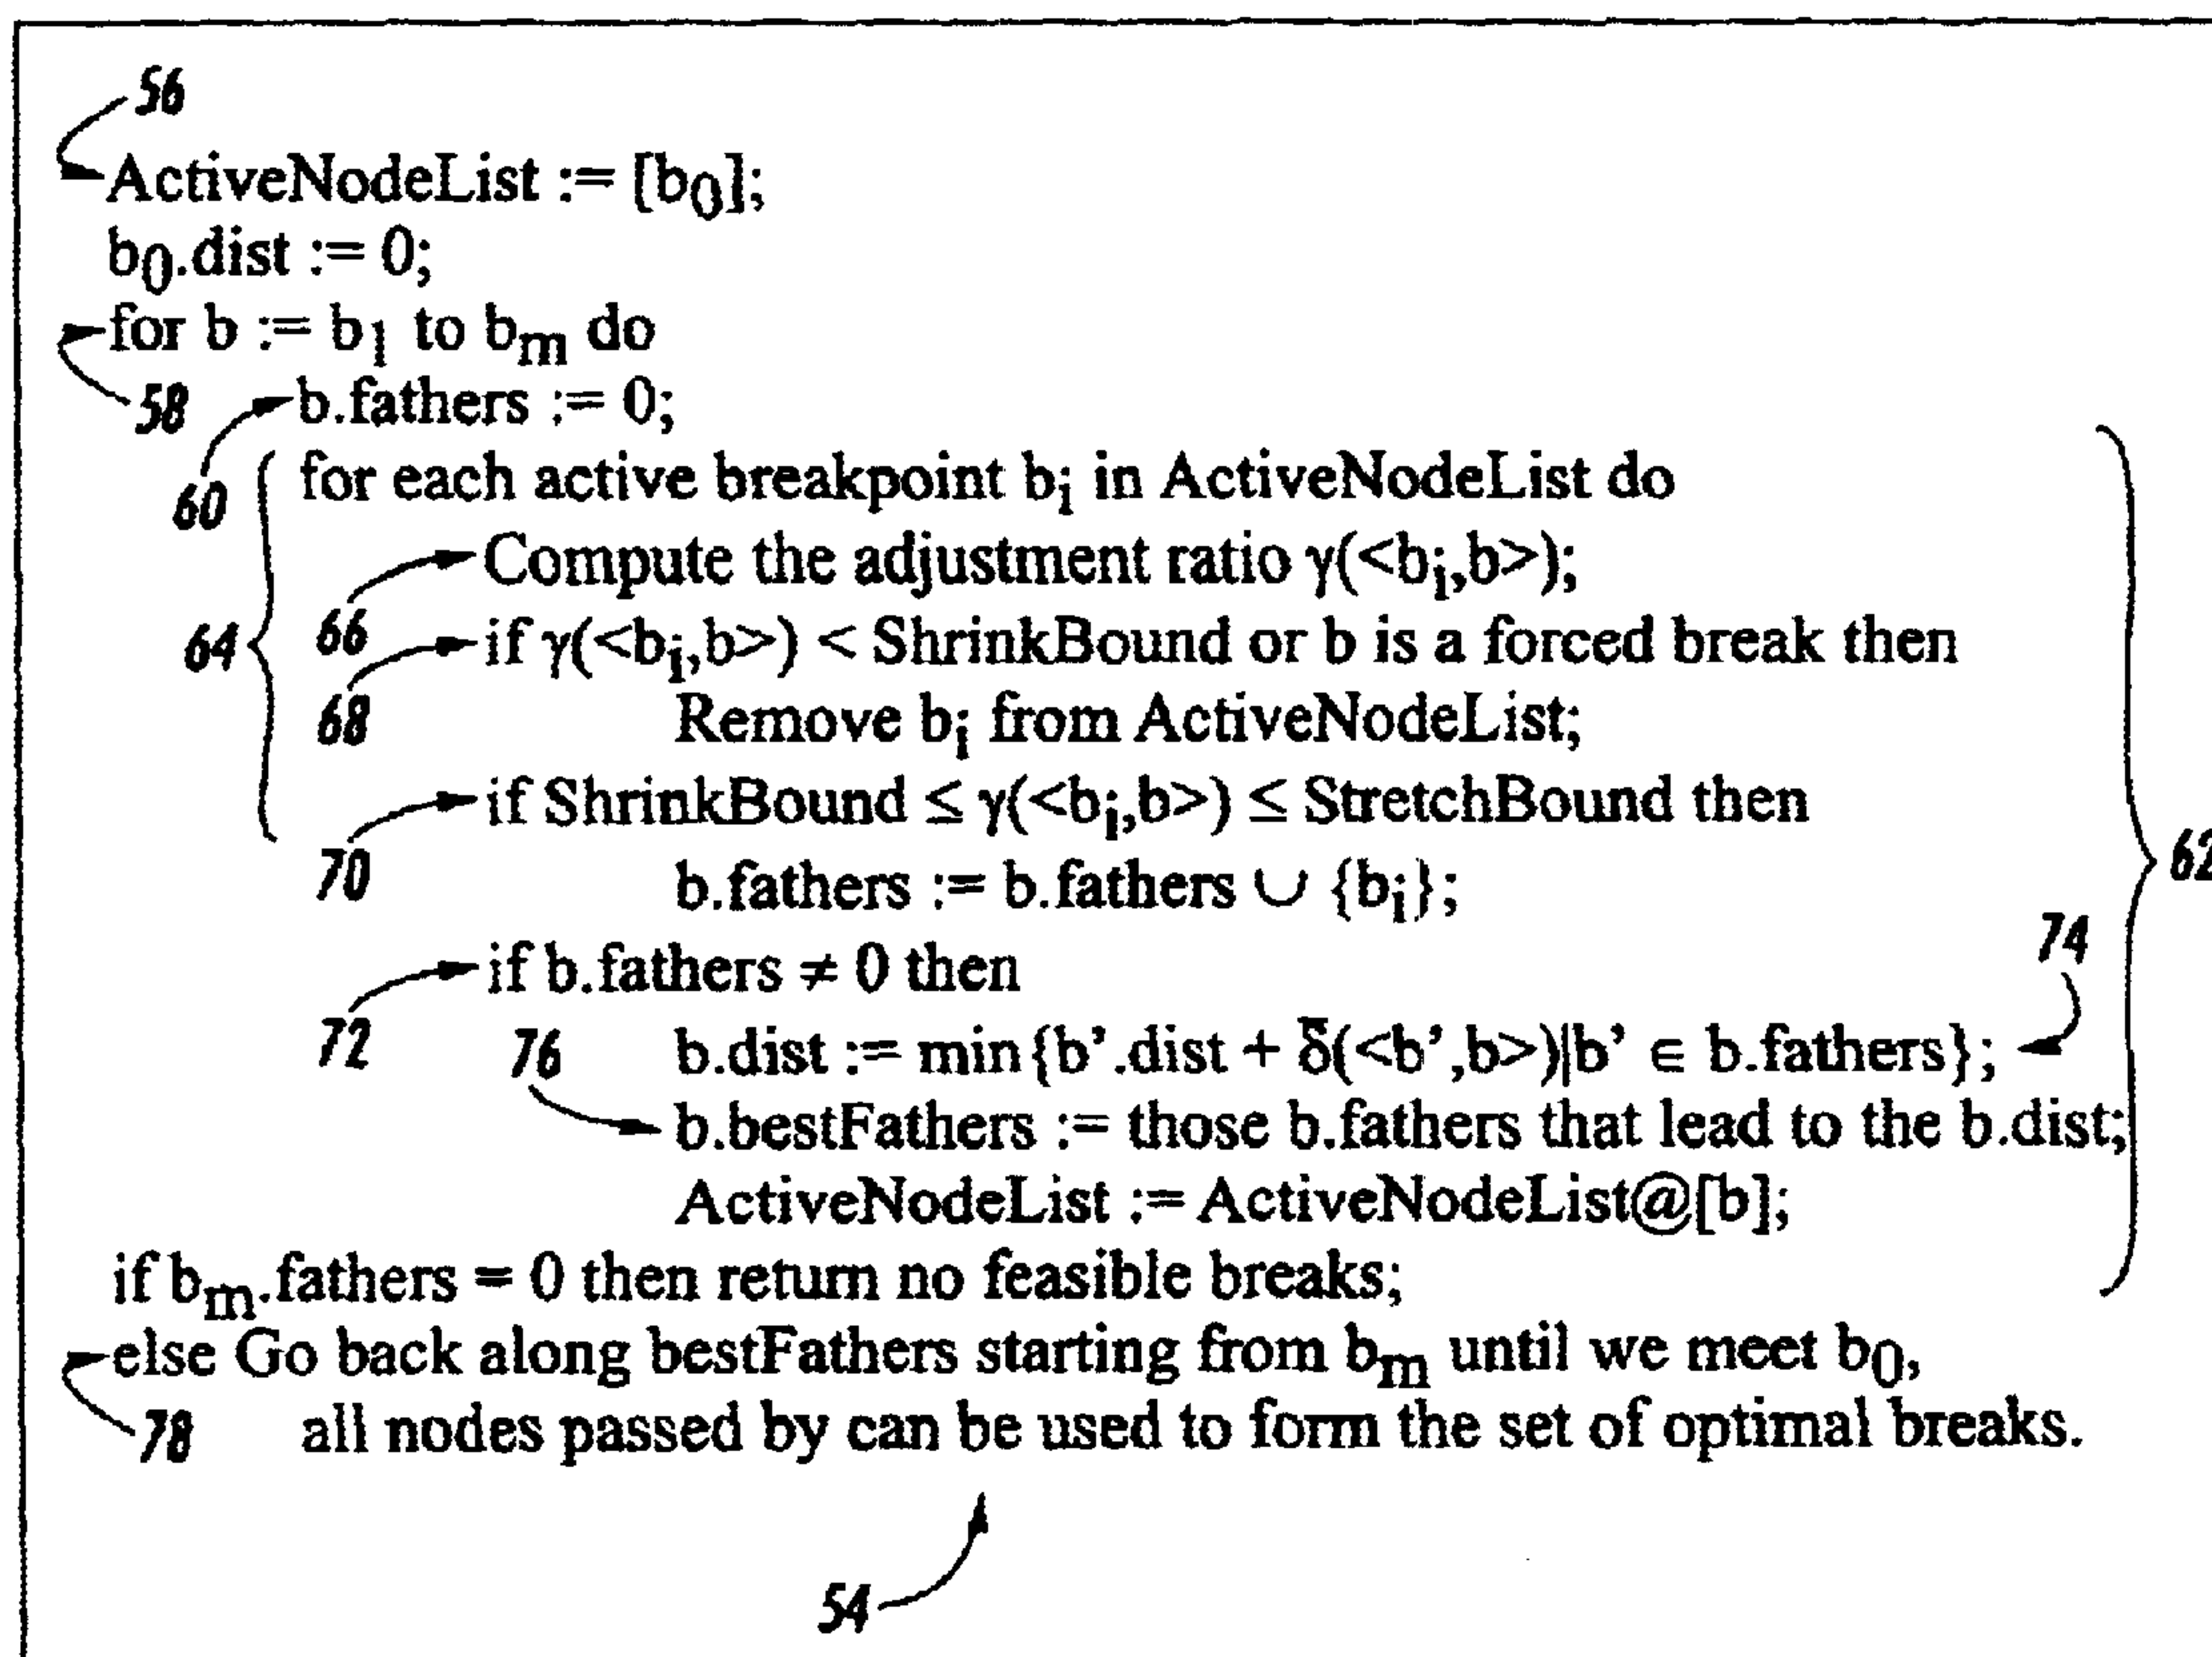 56
ActiveNodeList := [b0];
b0.dist := 0;
for b := b1 to bm do
58
b.fathers := 0;
60
for each active breakpoint bi in ActiveNodeList do
66
Compute the adjustment ratio γ(<bi,b>);
64
68
if γ(<bi,b>) < ShrinkBound or b is a forced break then
Remove bi from ActiveNodeList;
70
if ShrinkBound ≤ γ(<bi,b>) ≤ StretchBound then
62
b.fathers := b.fathers ∪ {bi};
74
72
if b.fathers ≠ 0 then
76
b.dist := min{b’.dist + δ̄(<b’,b>)|b’ ∈ b.fathers};
b.bestFathers := those b.fathers that lead to the b.dist;
ActiveNodeList := ActiveNodeList@[b];
if bm.fathers = 0 then return no feasible breaks;
else Go back along bestFathers starting from bm until we meet b0,
78
all nodes passed by can be used to form the set of optimal breaks.
54